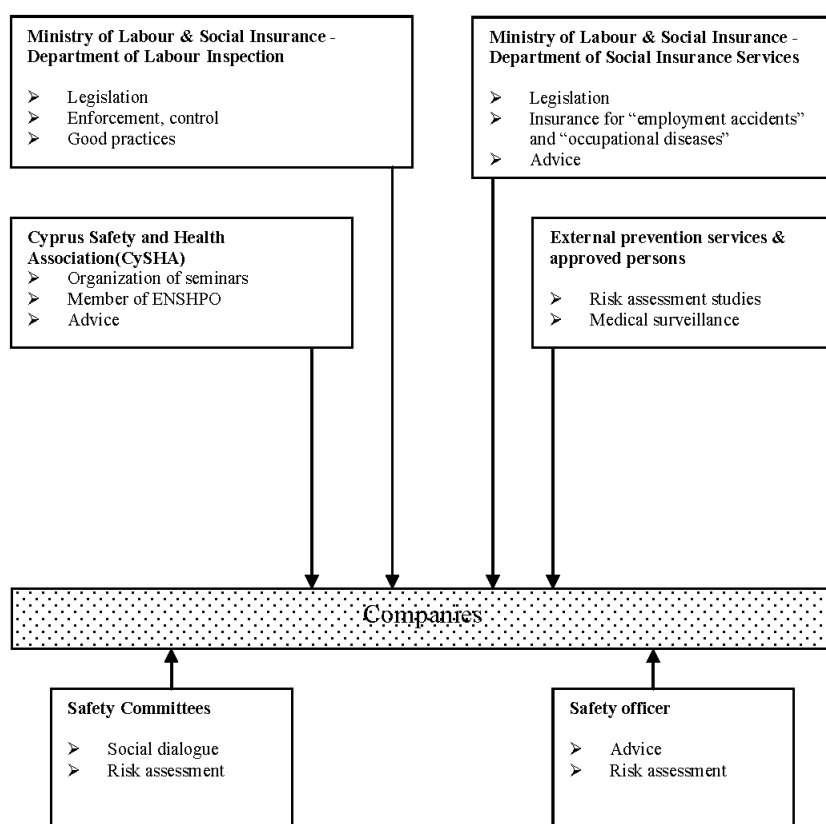 Ministry of Labour & Social Insurance -
Department of Labour Inspection
➢ Legislation
➢ Enforcement, control
➢ Good practices
Ministry of Labour & Social Insurance -
Department of Social Insurance Services
➢ Legislation
➢ Insurance for “employment accidents”
and “occupational diseases”
➢ Advice
Cyprus Safety and Health
Association(CySHA)
➢ Organization of seminars
➢ Member of ENSHPO
➢ Advice
External prevention services &
approved persons
➢ Risk assessment studies
➢ Medical surveillance
Companies
Safety Committees
➢ Social dialogue
➢ Risk assessment
Safety officer
➢ Advice
➢ Risk assessment